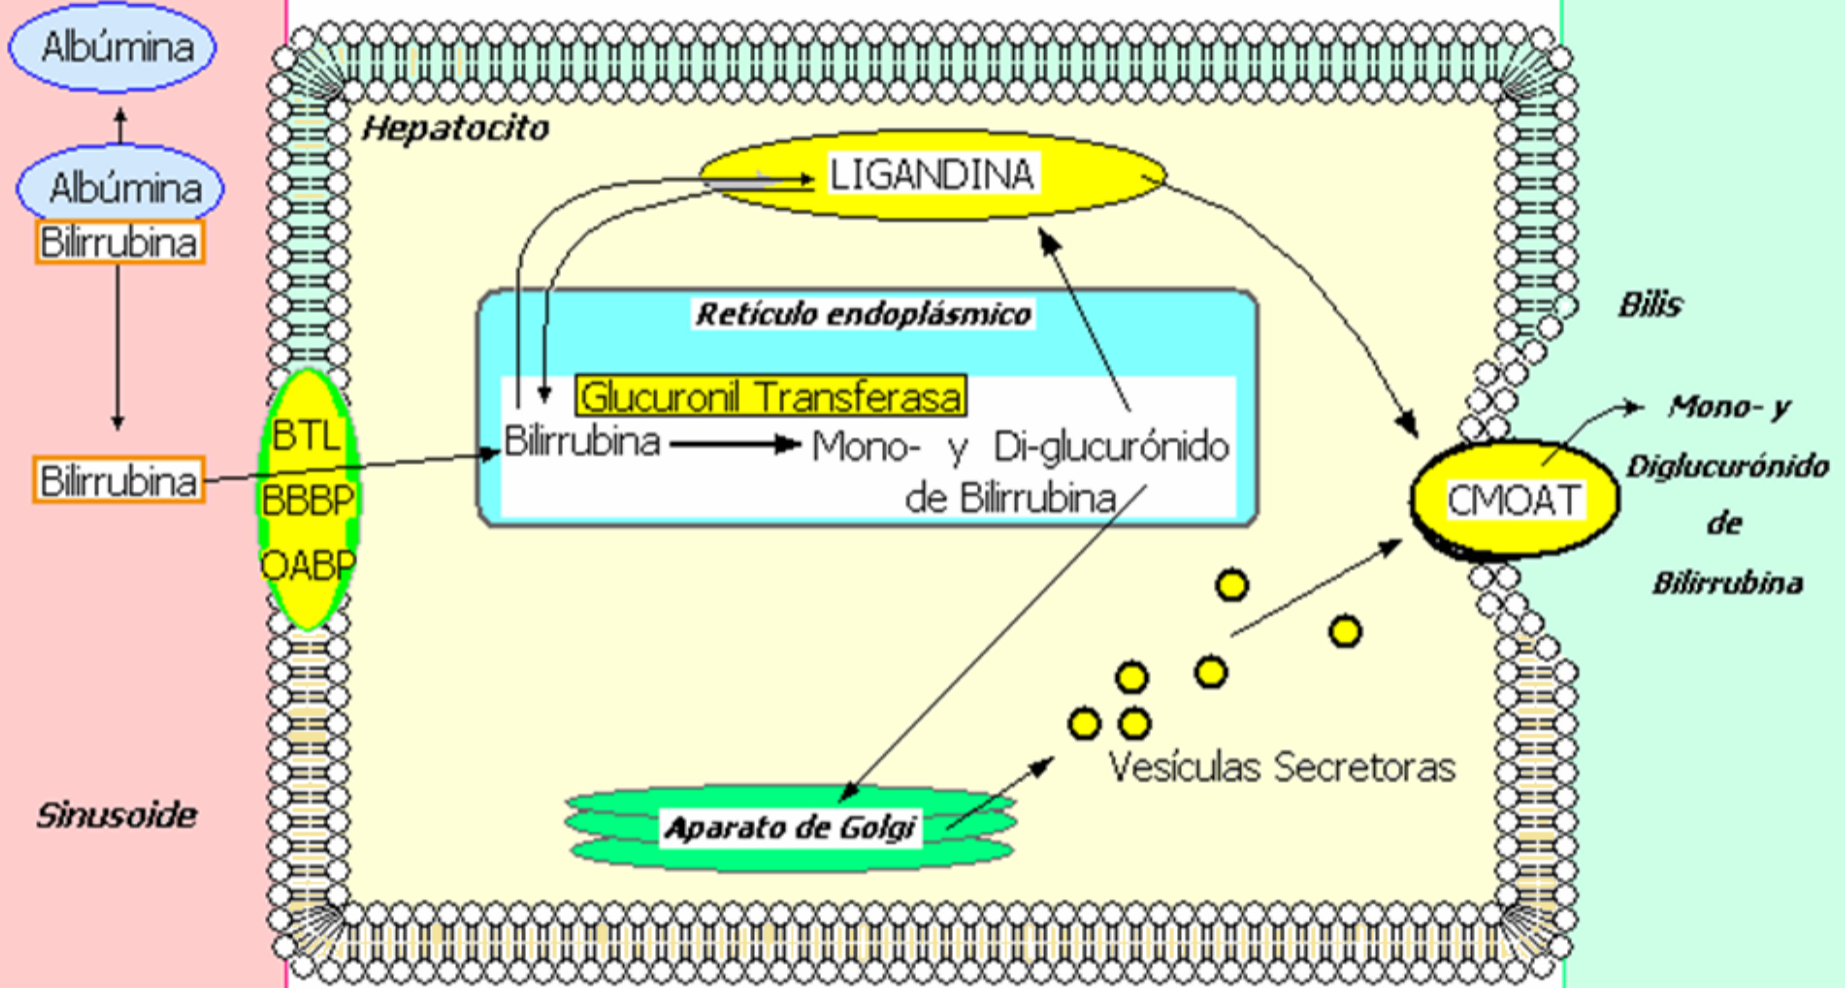 Albúmina
Albúmina
Bilirrubina
Bilirrubina
Sinusoide
BTL
BBBP
OABP
Hepatocito
LIGANDINA
Retículo endoplásmico
Glucuronil Transferasa
Bilirrubina
Mono- y Di-glucurónido
de Bilirrubina
Aparato de Golgi
Vesículas Secretoras
CMOAT
Bilis
Mono- y
Diglucurónido
de
Bilirrubina